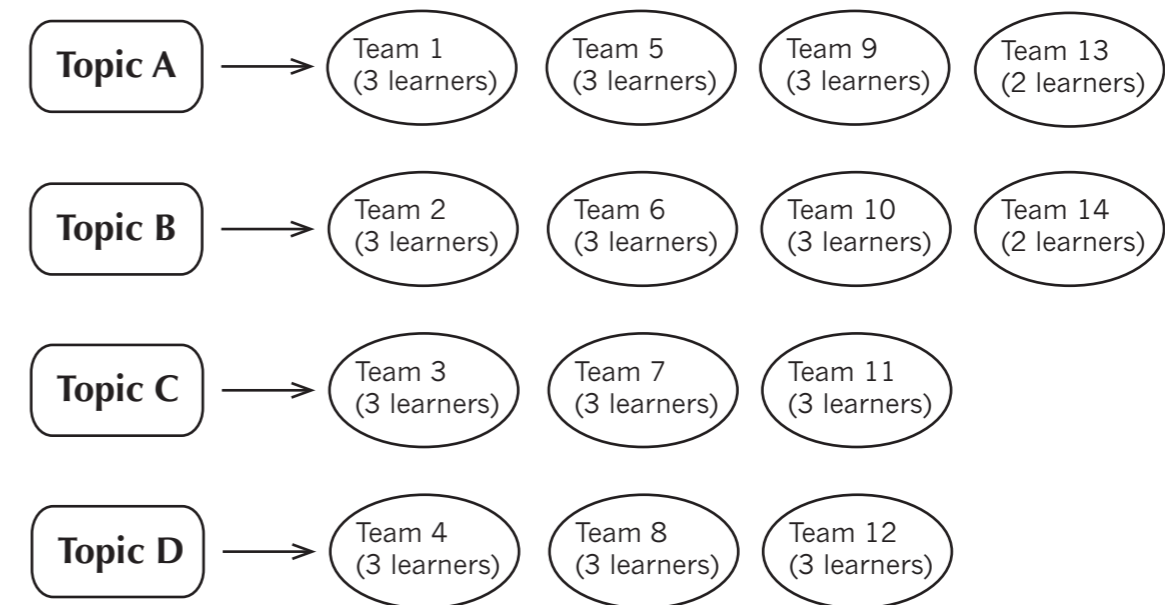 Topic A
Team 1
(3 learners)
Team 5
(3 learners)
Team 9
(3 learners)
Team 13
(2 learners)
Topic B
Team 2
(3 learners)
Team 6
(3 learners)
Team 10
(3 learners)
Team 14
(2 learners)
Topic C
Team 3
(3 learners)
Team 7
(3 learners)
Team 11
(3 learners)
Topic D
Team 4
(3 learners)
Team 8
(3 learners)
Team 12
(3 learners)